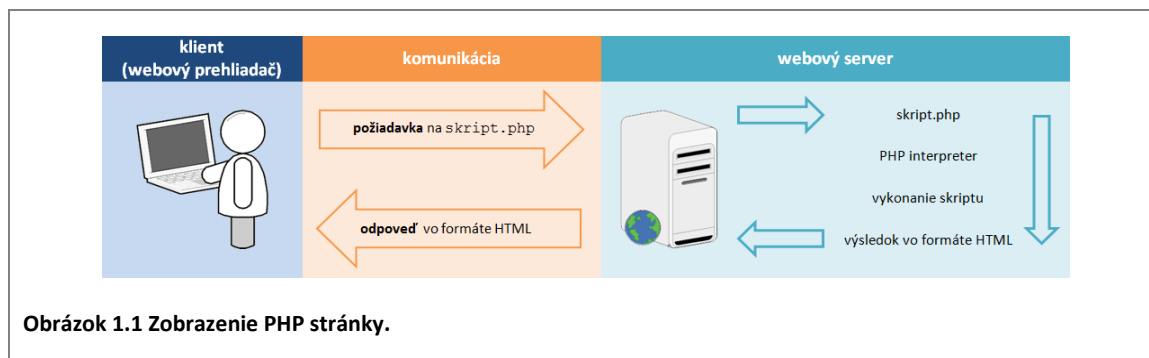 klient
(webový prehliadač)
komunikácia
webový server
požiadavka na skript.php
odpoveď vo formáte HTML
skript.php
PHP interpreter
vykonanie skriptu
výsledok vo formáte HTML
Obrázok 1.1 Zobrazenie PHP stránky.